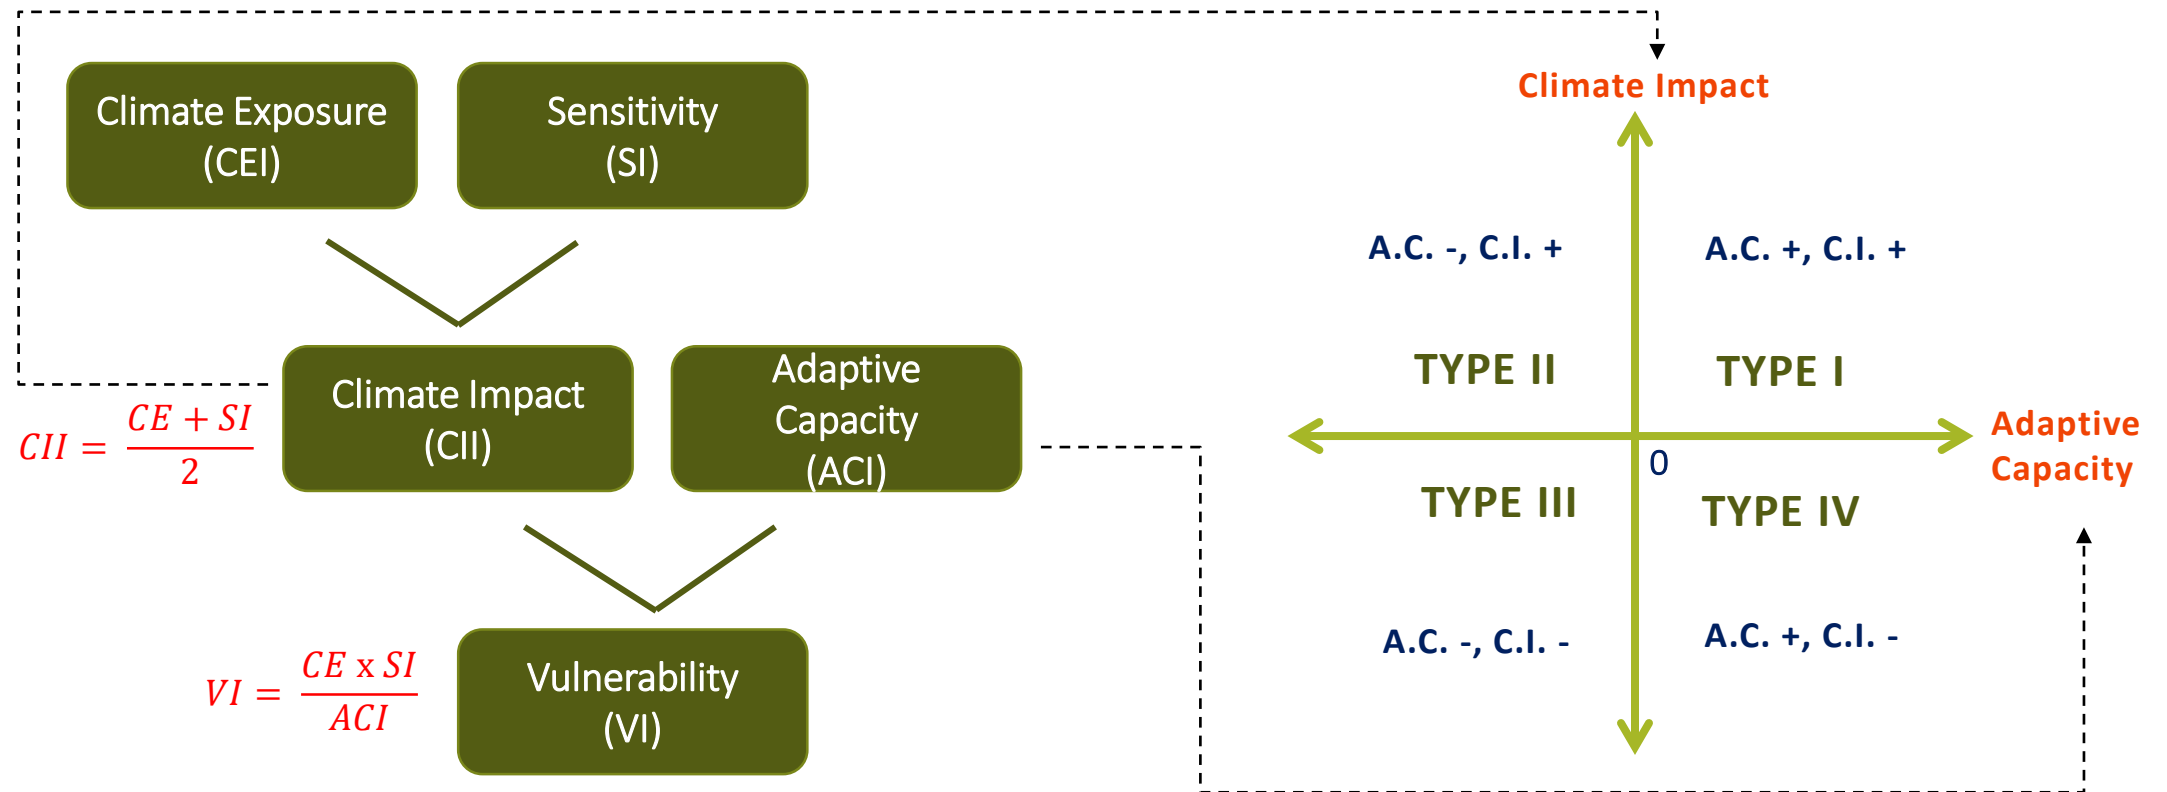 Climate Exposure
(CEI)
Sensitivity
(SI)
Climate Impact
(CII)
Adaptive
Capacity
(ACI)
CII = CE + SI / 2
Vulnerability
(VI)
VI = CE x SI / ACI
Climate Impact
A.C. -, C.I. +
A.C. +, C.I. +
TYPE II
TYPE I
Adaptive
Capacity
0
TYPE III
TYPE IV
A.C. -, C.I. -
A.C. +, C.I. -